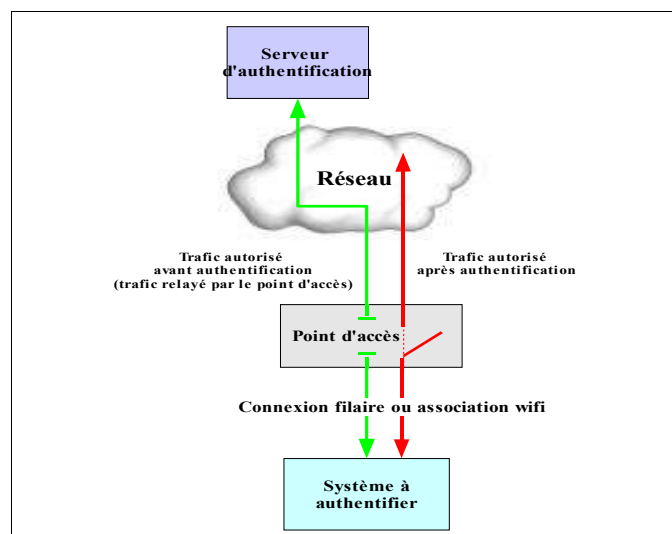 Serveur
d'authentification
Réseau
Trafic autorisé
avant authentification
(trafic relayé par le point d'accès)
Trafic autorisé
après authentification
Point d'accès
Connexion filaire ou association wifi
Système à
authentifier